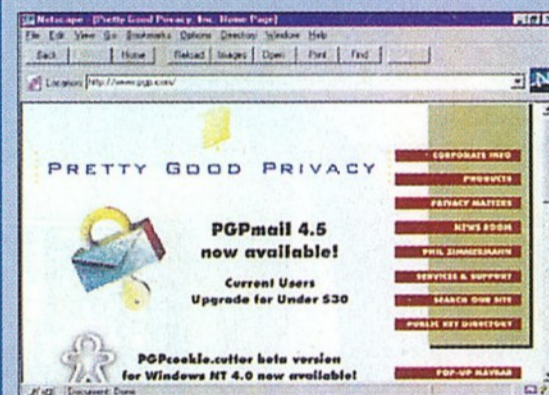 Netscape - [Pretty Good Privacy, Inc. Home Page]
File Edit View Go Bookmarks Options Directory Window Help
Back Home Reload Images Open Print Find
Location: http://www.pgp.com/
PRETTY GOOD PRIVACY
CORPORATE INFO
PRODUCTS
PRIVACY MATTERS
NEWS ROOM
PHIL ZIMMERMANN
SERVICES & SUPPORT
SEARCH OUR SITE
PUBLIC KEY DIRECTORY
POP-UP NAVBAR
PGPmail 4.5
now available!
Current Users
Upgrade for Under $30
PGPcookie.cutter beta version
for Windows NT 4.0 now available!
Document: Done